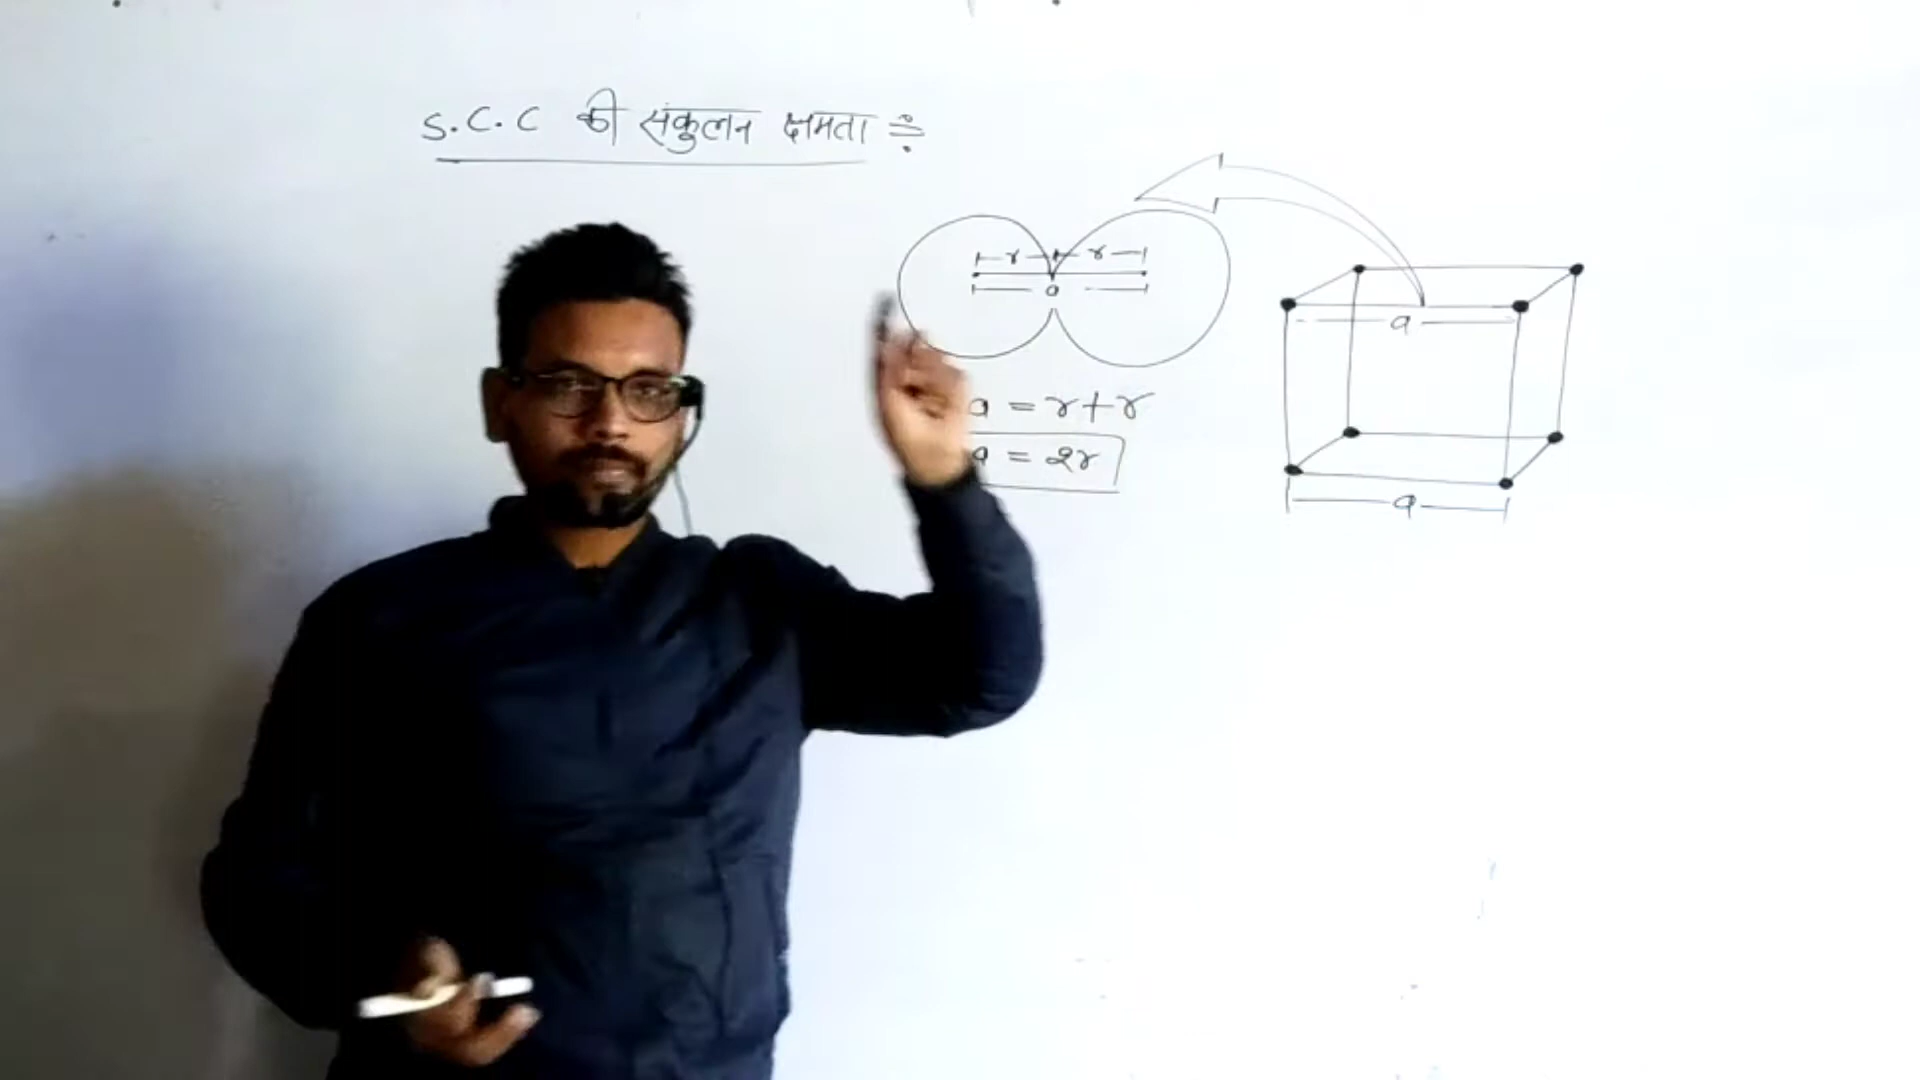 S.C.C की संकुलन क्षमता ÷
r r
a
a
a = r+r
a = 2r
a